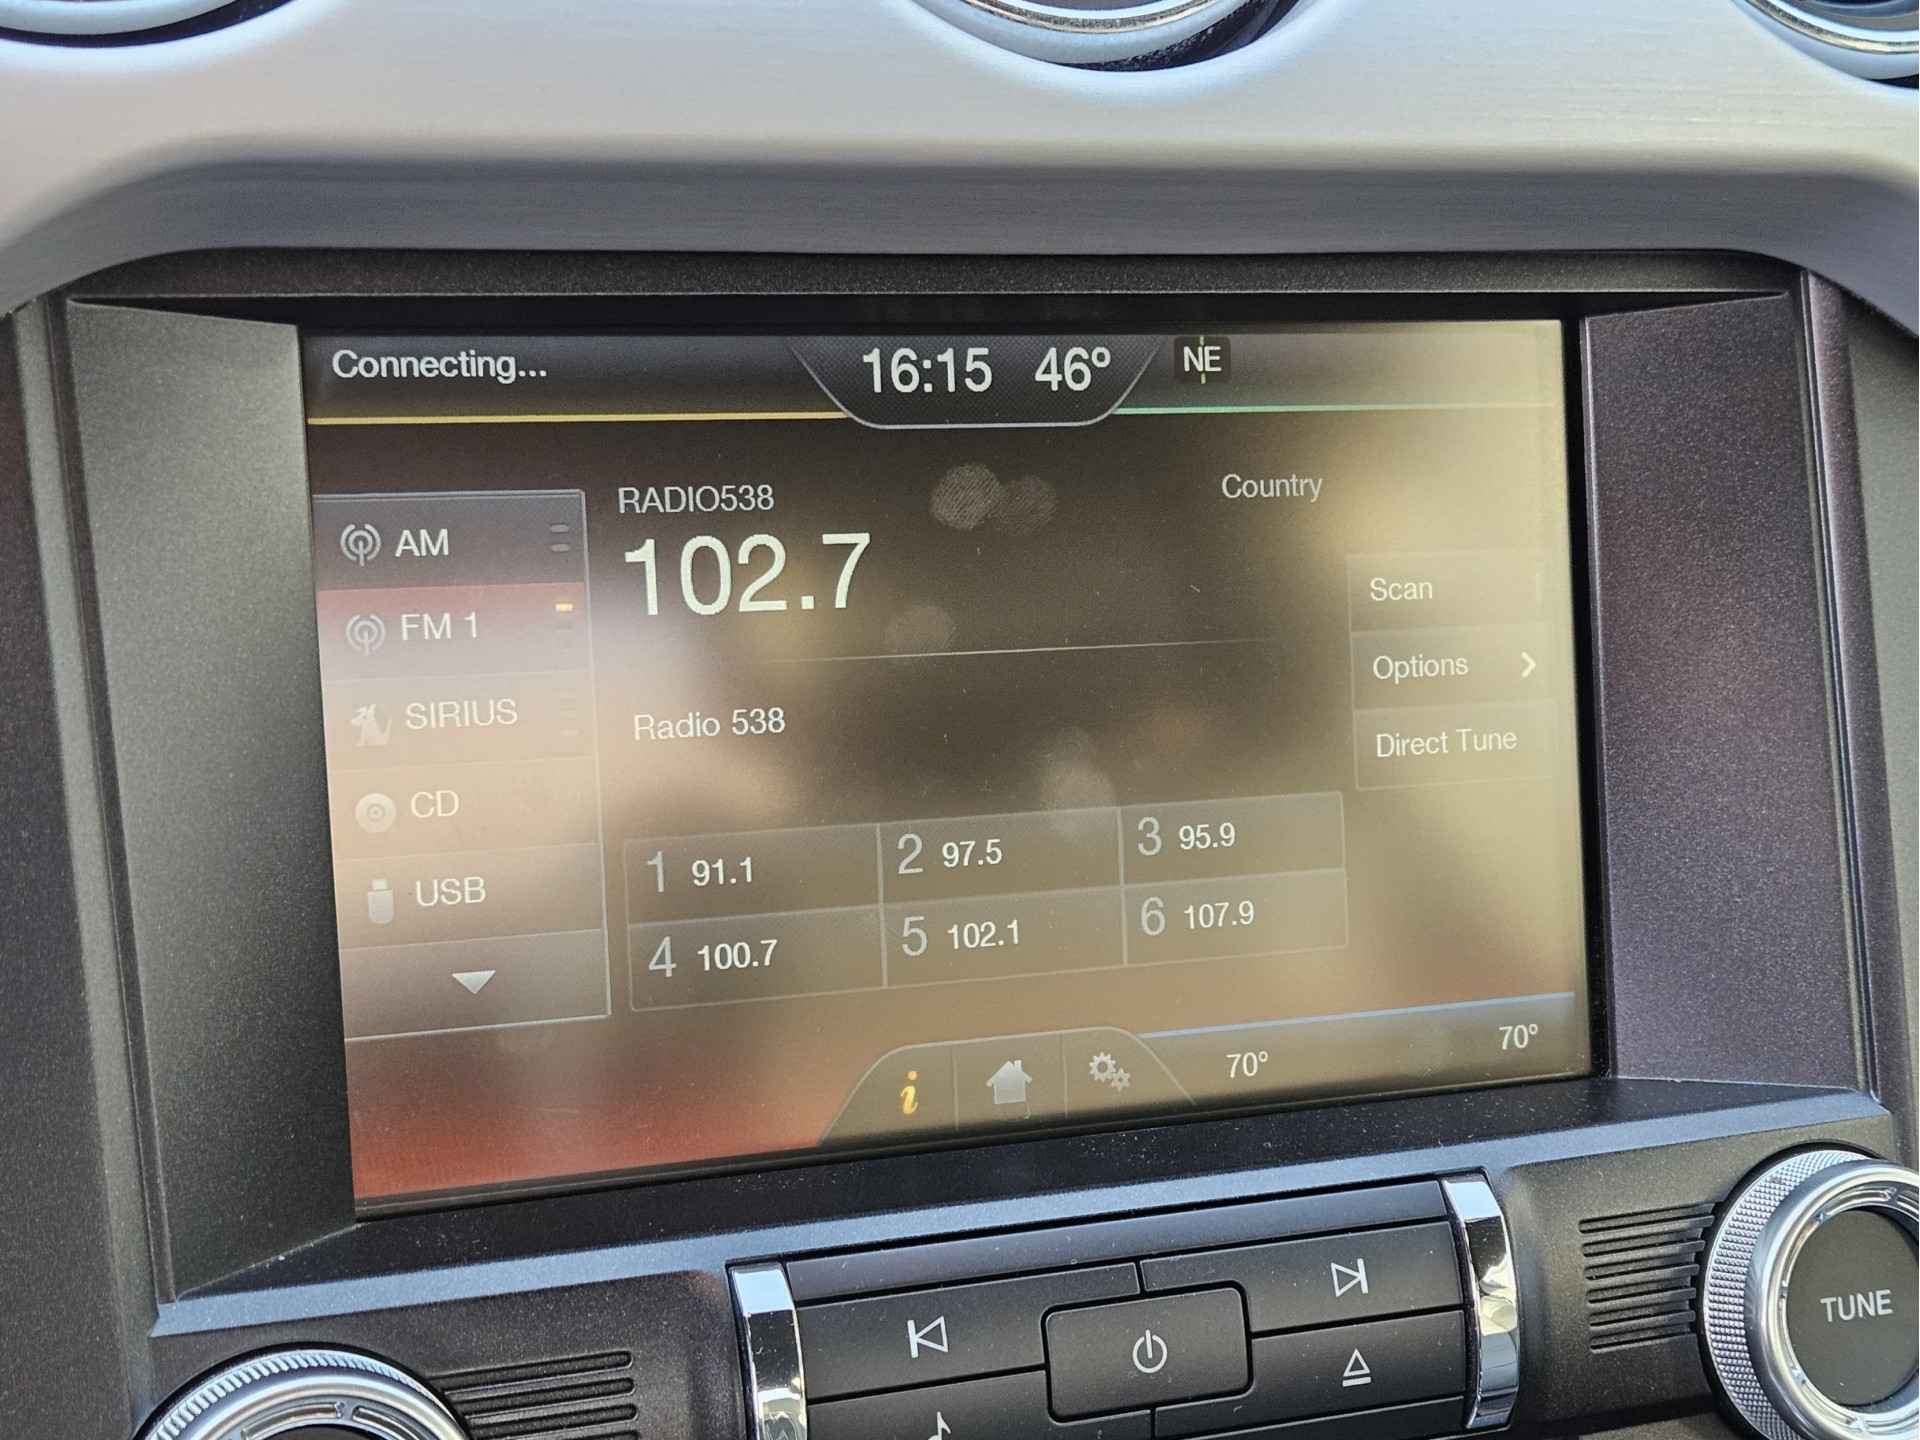 Connecting...
16:15 46°
NE
RADIO538
Country
102.7
AM
FM 1
SIRIUS
CD
USB
Radio 538
Scan
Options
Direct Tune
1 91.1
2 97.5
3 95.9
4 100.7
5 102.1
6 107.9
i
70°
70°
TUNE